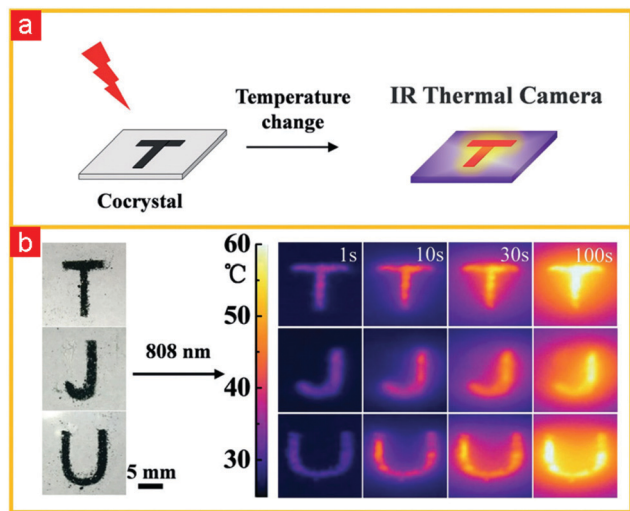 a
Temperature
change
IR Thermal Camera
T
T
Cocrystal
b
60
℃
50
40
30
1s
10s
30s
100s
T
T
T
T
T
808 nm
J
J
J
J
J
U
U
U
U
U
5 mm